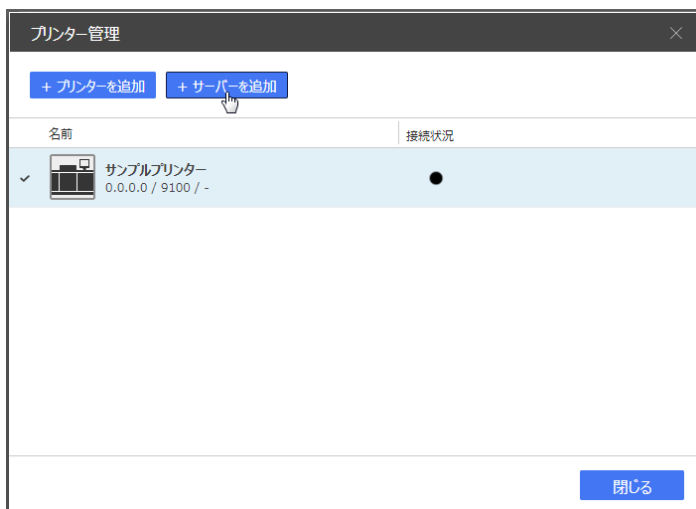 プリンター管理
+ プリンターを追加
+ サーバーを追加
名前
接続状況
サンプルプリンター
0.0.0.0 / 9100 / -
閉じる